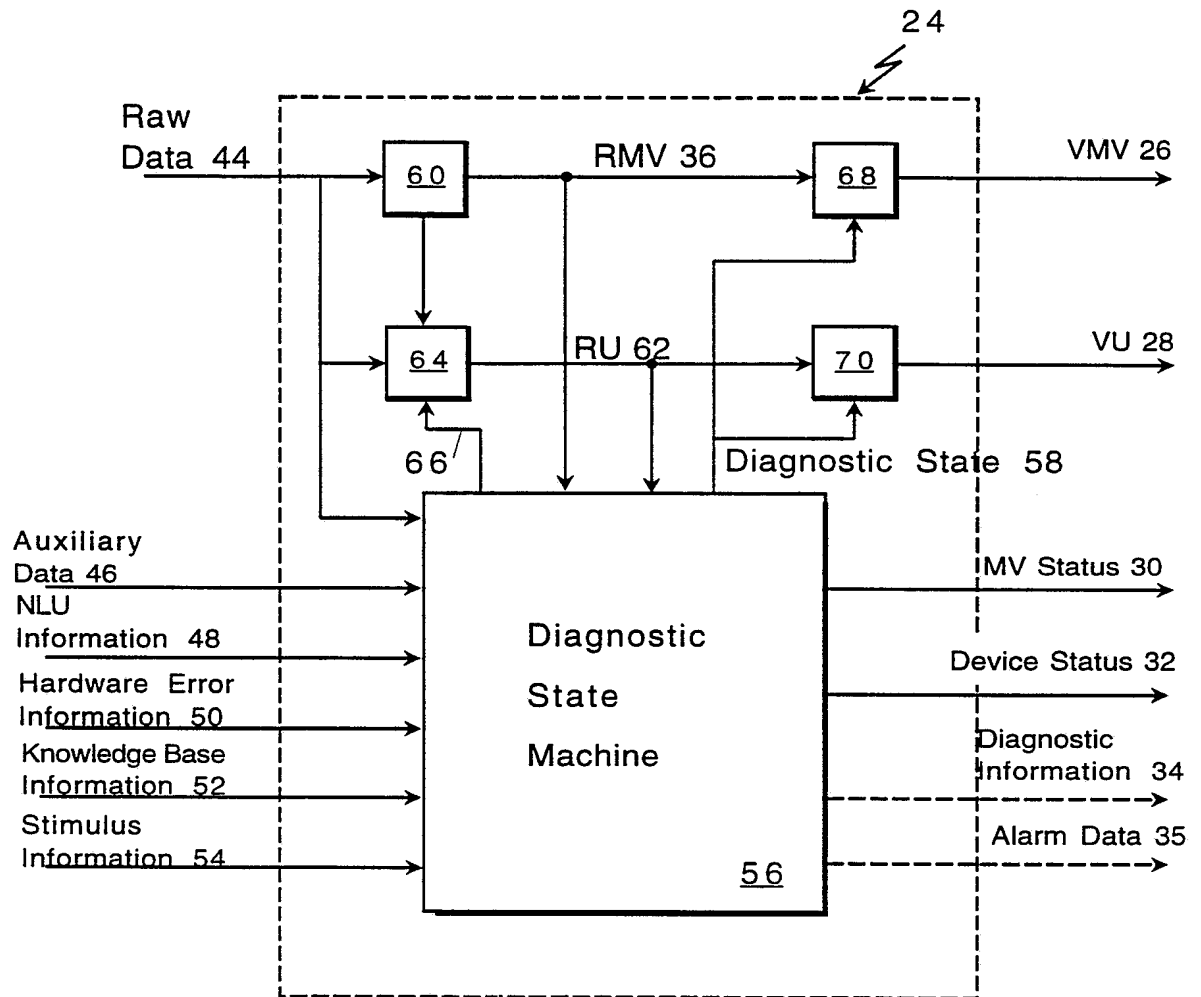 24
Raw
Data 44
60
RMV 36
68
VMV 26
64
RU 62
70
VU 28
66
Diagnostic State 58
Auxiliary
Data 46
NLU
Information 48
Hardware Error
Information 50
Knowledge Base
Information 52
Stimulus
Information 54
Diagnostic
State
Machine
56
MV Status 30
Device Status 32
Diagnostic
Information 34
Alarm Data 35